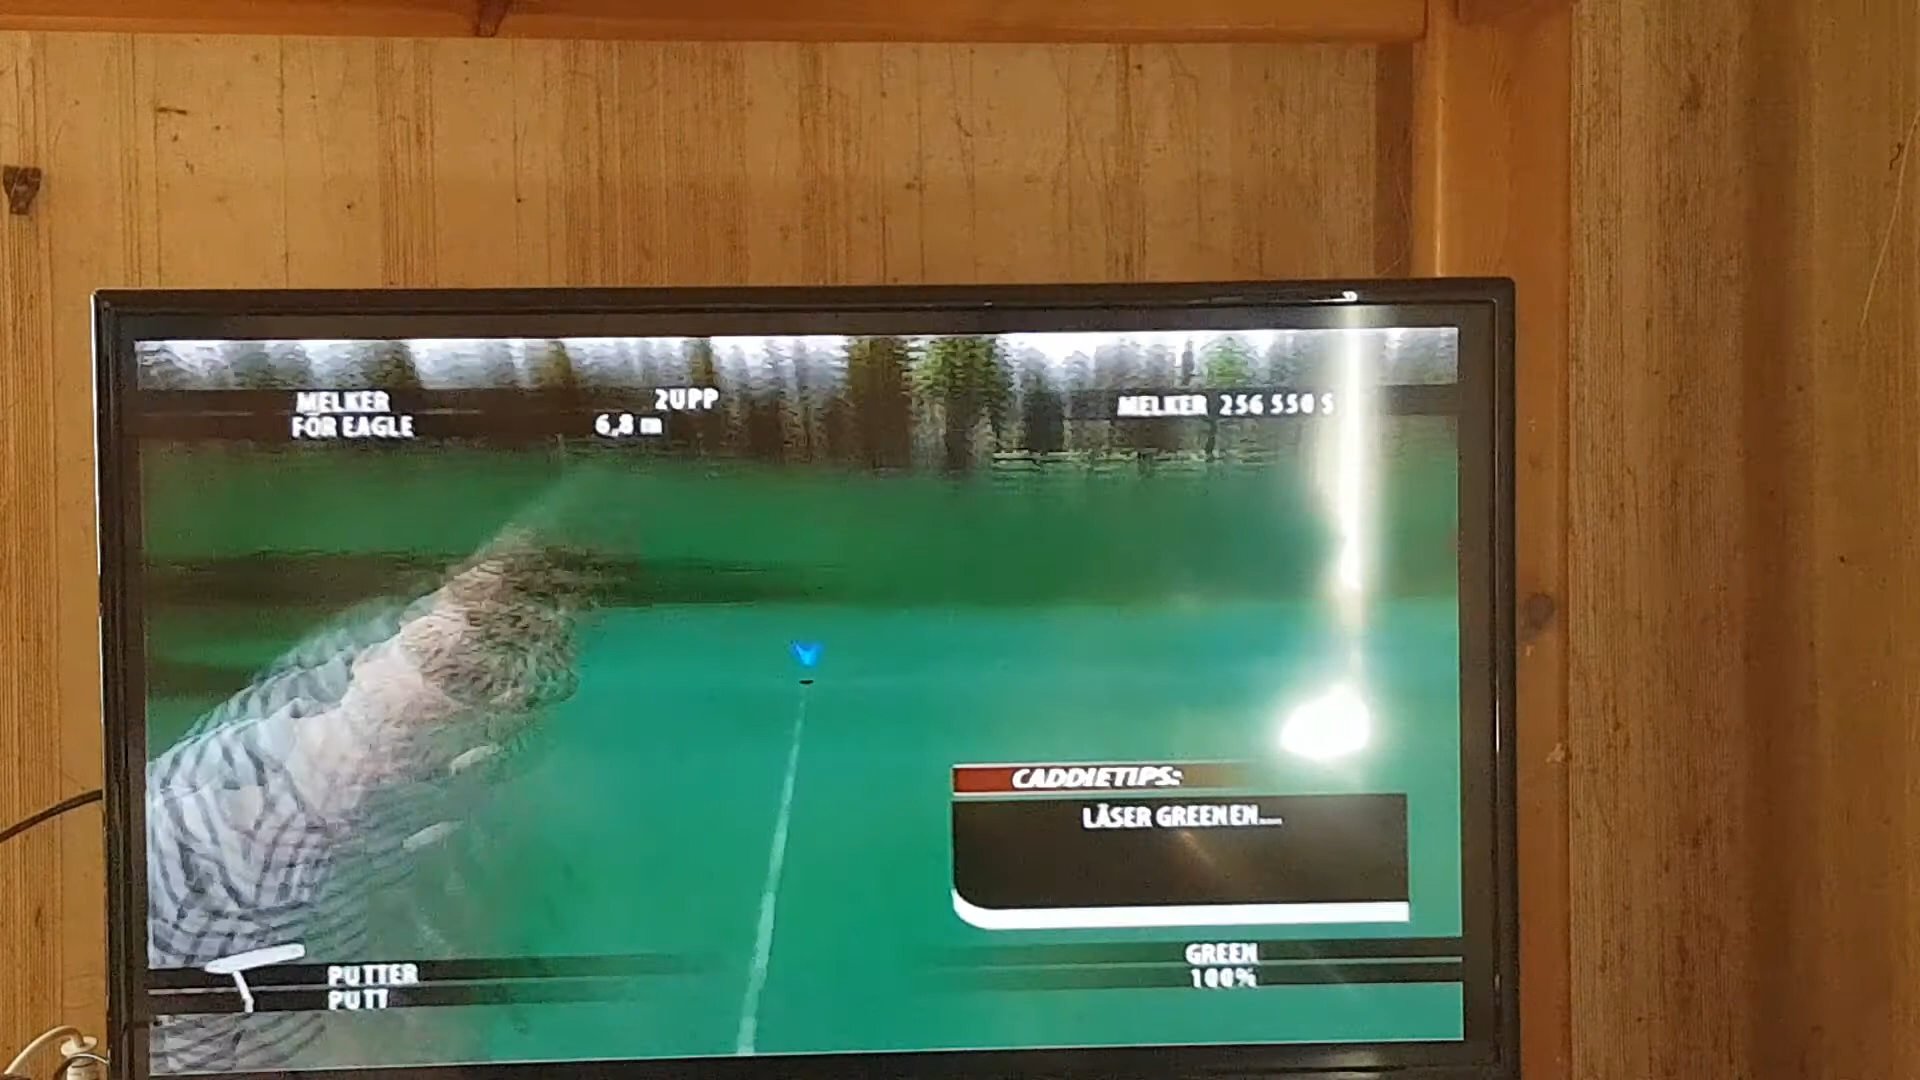 MELKER
FÖR EAGLE
2UPP
6,8 m
MELKER 256 550 $
CADDIETIPS:
LÄSER GREENEN....
PUTTER
PUTT
GREEN
100%